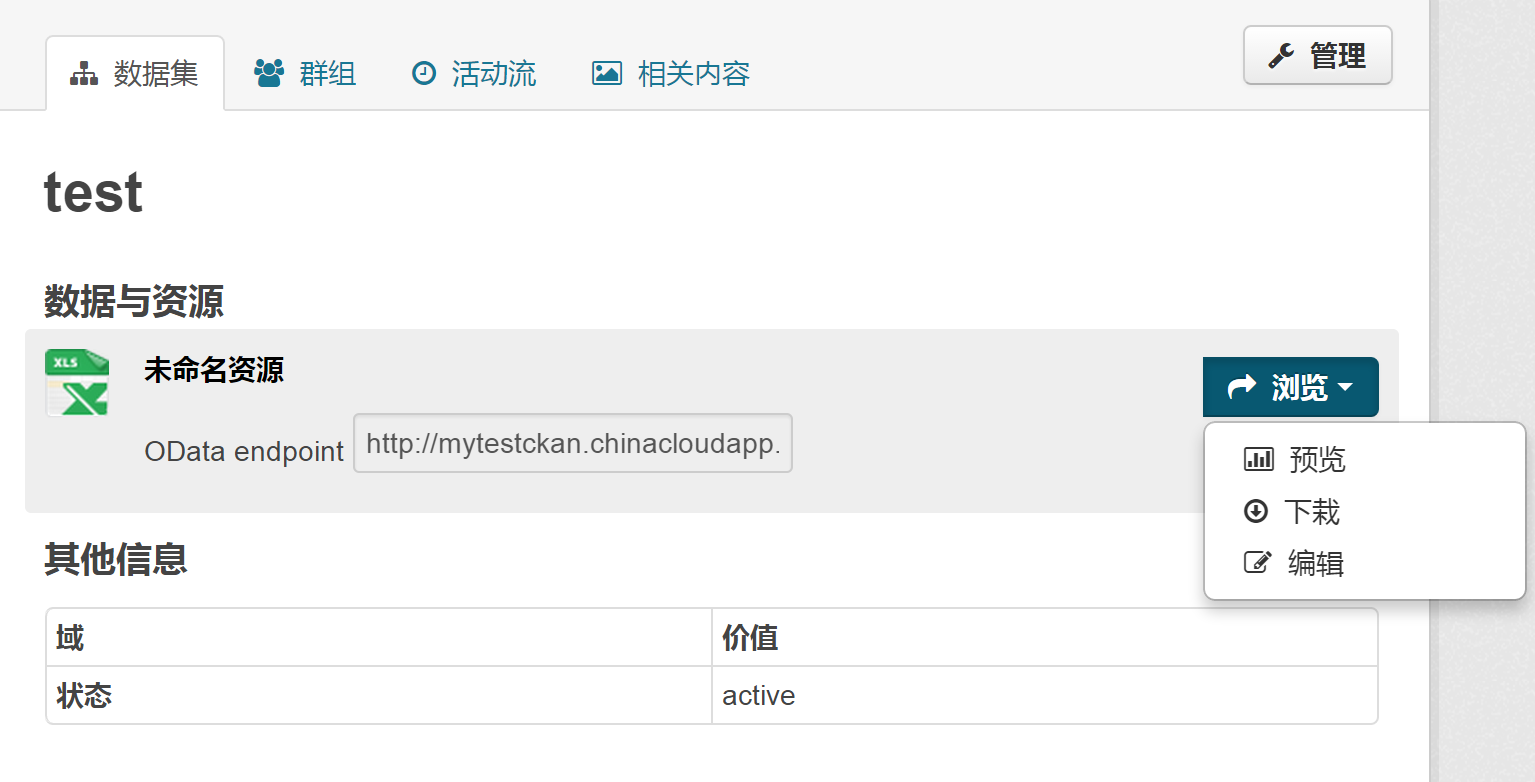 数据集 群组 活动流 相关内容 管理
test
数据与资源
XLS
未命名资源
浏览
OData endpoint http://mytestckan.chinacloudapp.
预览
下栽
编辑
其他信息
域 价值
状态 active